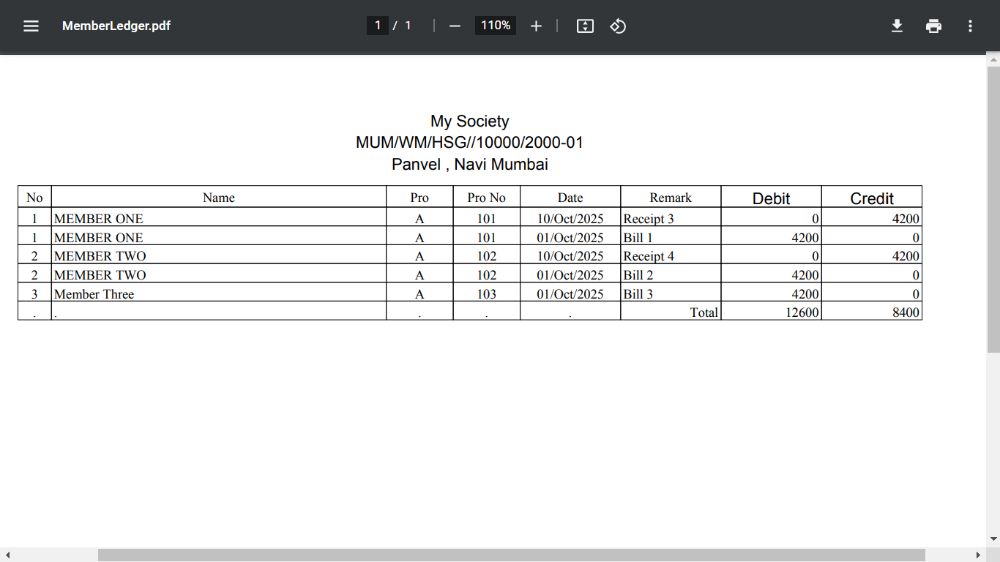 MemberLedger.pdf 1 / 1 110%
My Society
MUM/WM/HSG//10000/2000-01
Panvel , Navi Mumbai
No Name Pro Pro No Date Remark Debit Credit
1 MEMBER ONE A 101 10/Oct/2025 Receipt 3 0 4200
1 MEMBER ONE A 101 01/Oct/2025 Bill 1 4200 0
2 MEMBER TWO A 102 10/Oct/2025 Receipt 4 0 4200
2 MEMBER TWO A 102 01/Oct/2025 Bill 2 4200 0
3 Member Three A 103 01/Oct/2025 Bill 3 4200 0
. . . . . Total 12600 8400